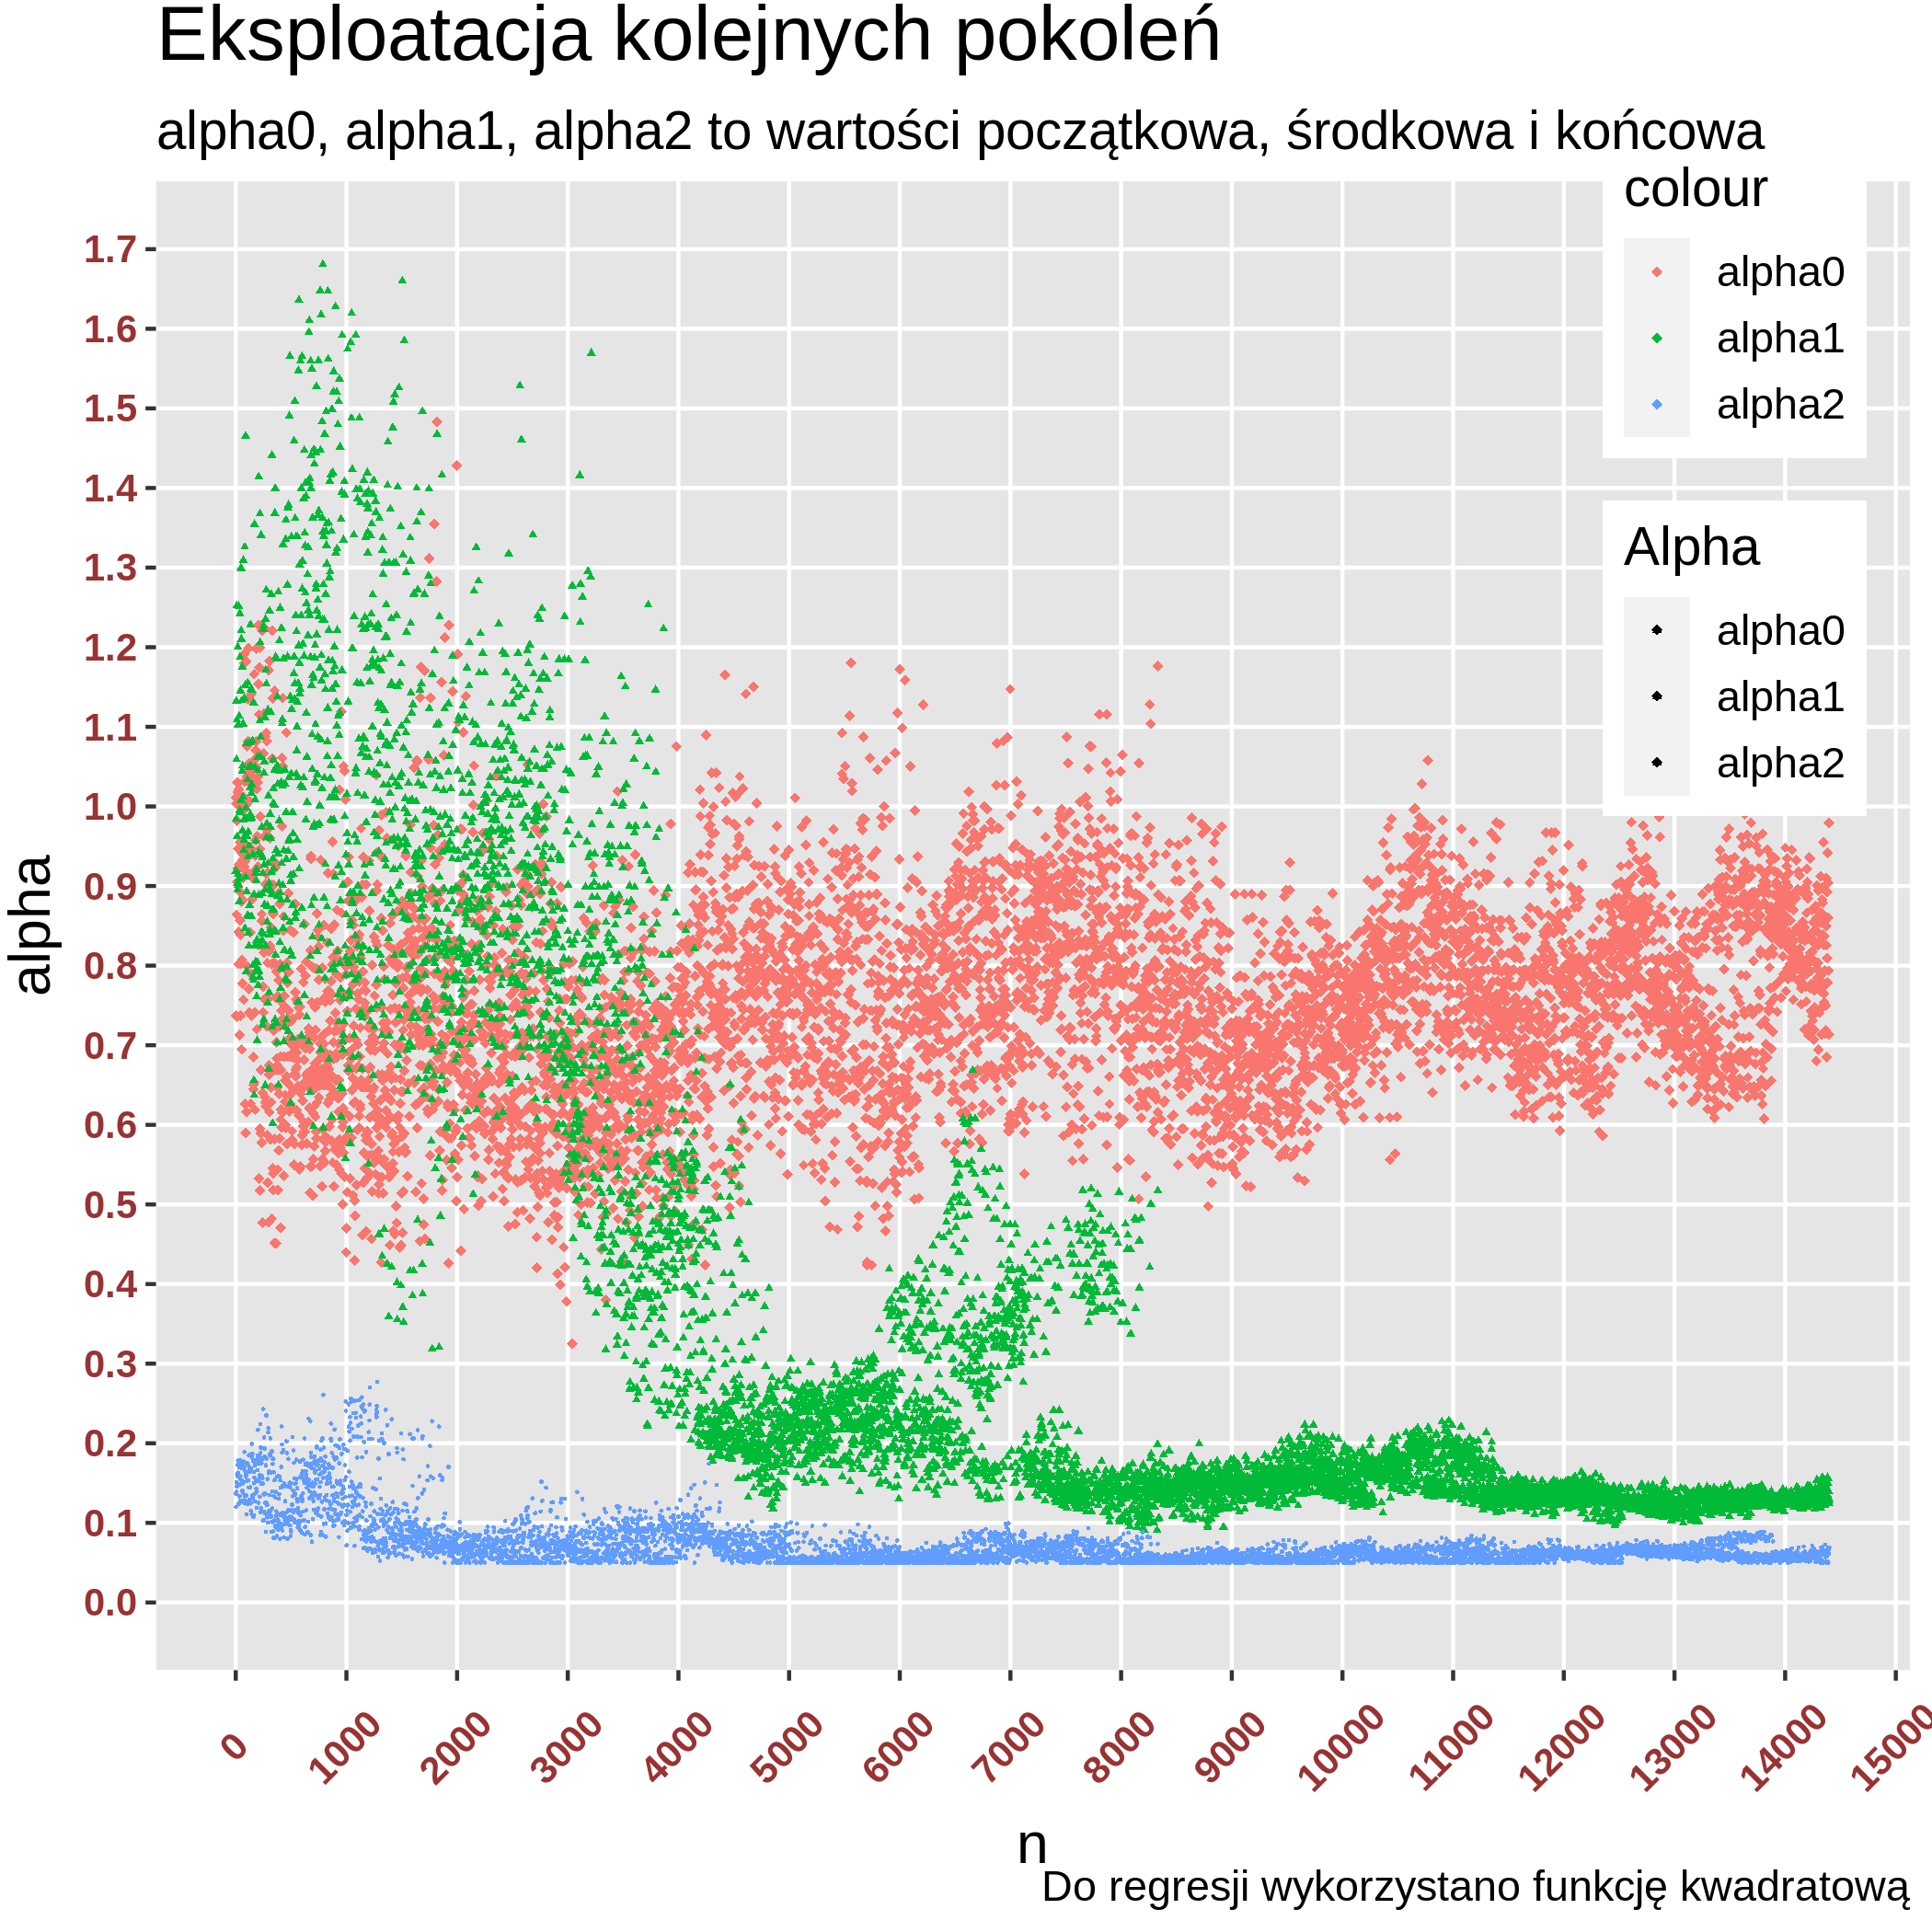 Eksploatacja kolejnych pokoleń
alpha0, alpha1, alpha2 to wartości początkowa, środkowa i końcowa
colour
alpha0
alpha1
alpha2
Alpha
alpha0
alpha1
alpha2
alpha
1.7
1.6
1.5
1.4
1.3
1.2
1.1
1.0
0.9
0.8
0.7
0.6
0.5
0.4
0.3
0.2
0.1
0.0
0
1000
2000
3000
4000
5000
6000
7000
8000
9000
10000
11000
12000
13000
14000
15000
n
Do regresji wykorzystano funkcję kwadratową